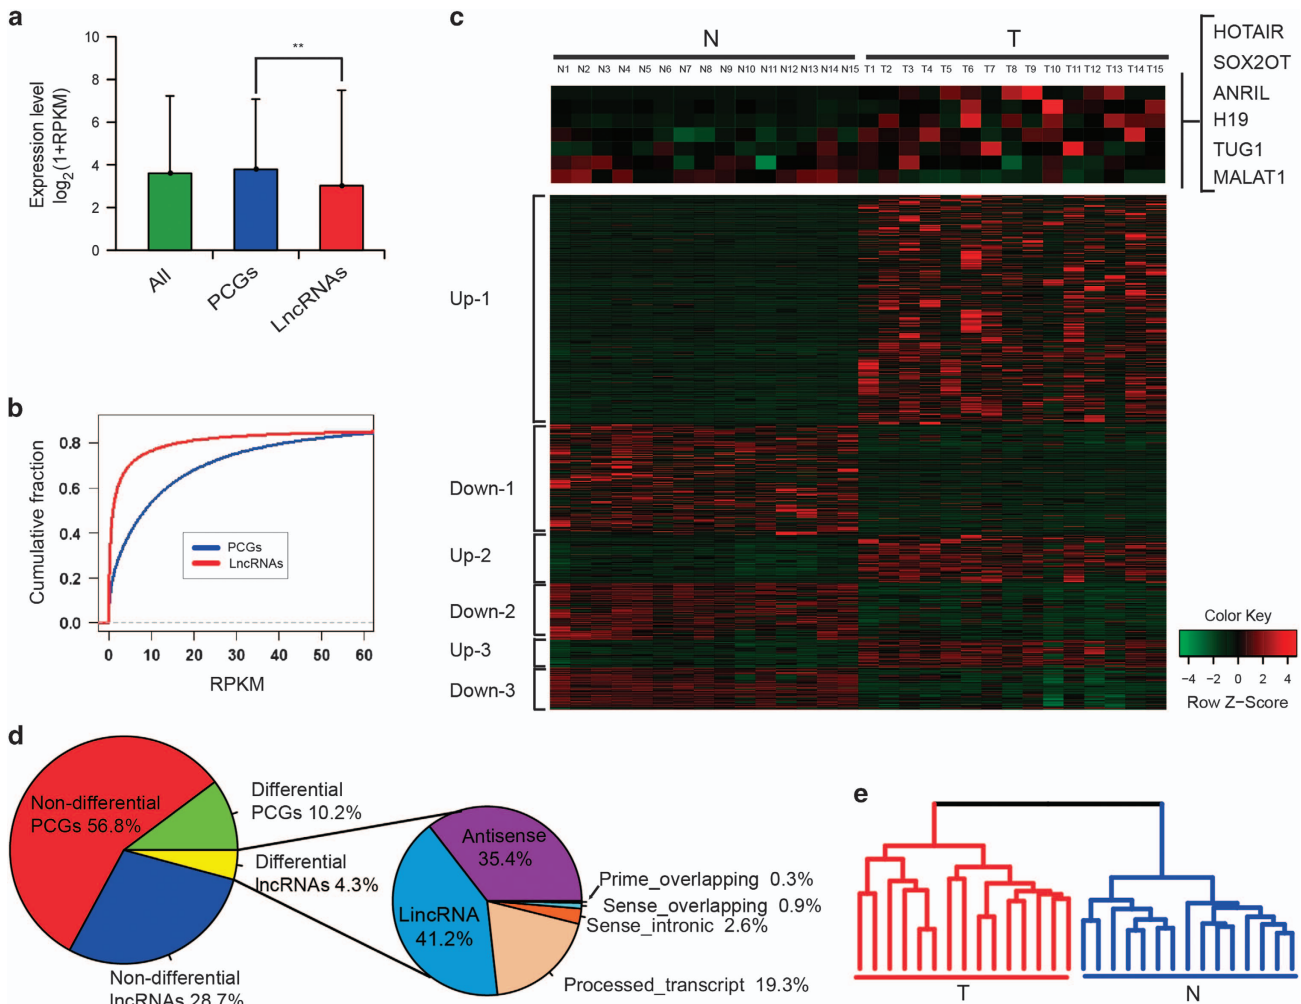 a
Expression level
log2(1+RPKM)
10
8
6
4
2
0
**
All
PCGs
LncRNAs
b
Cumulative fraction
0.8
0.6
0.4
0.2
0.0
PCGs
LncRNAs
0 10 20 30 40 50 60
RPKM
c
N T
N1 N2 N3 N4 N5 N6 N7 N8 N9 N10 N11 N12 N13 N14 N15 T1 T2 T3 T4 T5 T6 T7 T8 T9 T10 T11 T12 T13 T14 T15
HOTAIR
SOX2OT
ANRIL
H19
TUG1
MALAT1
Up-1
Down-1
Up-2
Down-2
Up-3
Down-3
Color Key
−4 −2 0 2 4
Row Z−Score
d
Non-differential
PCGs 56.8%
Differential
PCGs 10.2%
Differential
lncRNAs 4.3%
Non-differential
lncRNAs 28.7%
Antisense
35.4%
LincRNA
41.2%
Prime_overlapping 0.3%
Sense_overlapping 0.9%
Sense_intronic 2.6%
Processed_transcript 19.3%
e
T N